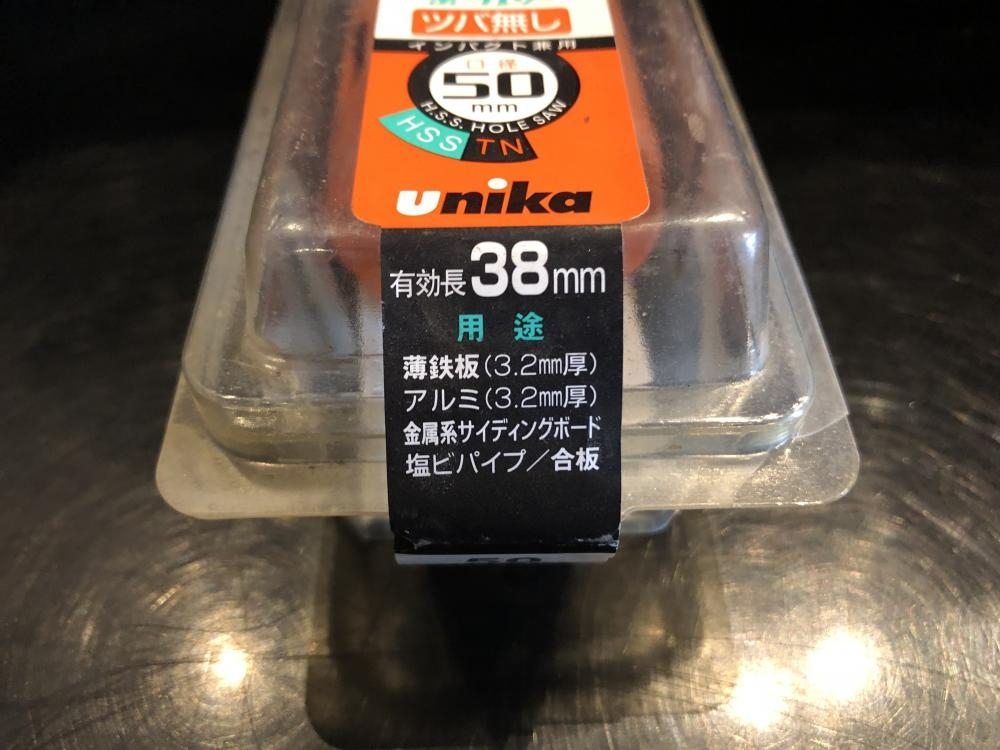 ツバ無し
インパクト兼用
口径
50
mm
H.S.S. HOLE SAW
HSS TN
unika
有効長38mm
用途
薄鉄板(3.2mm厚)
アルミ(3.2mm厚)
金属系サイディングボード
塩ビパイプ/合板
50